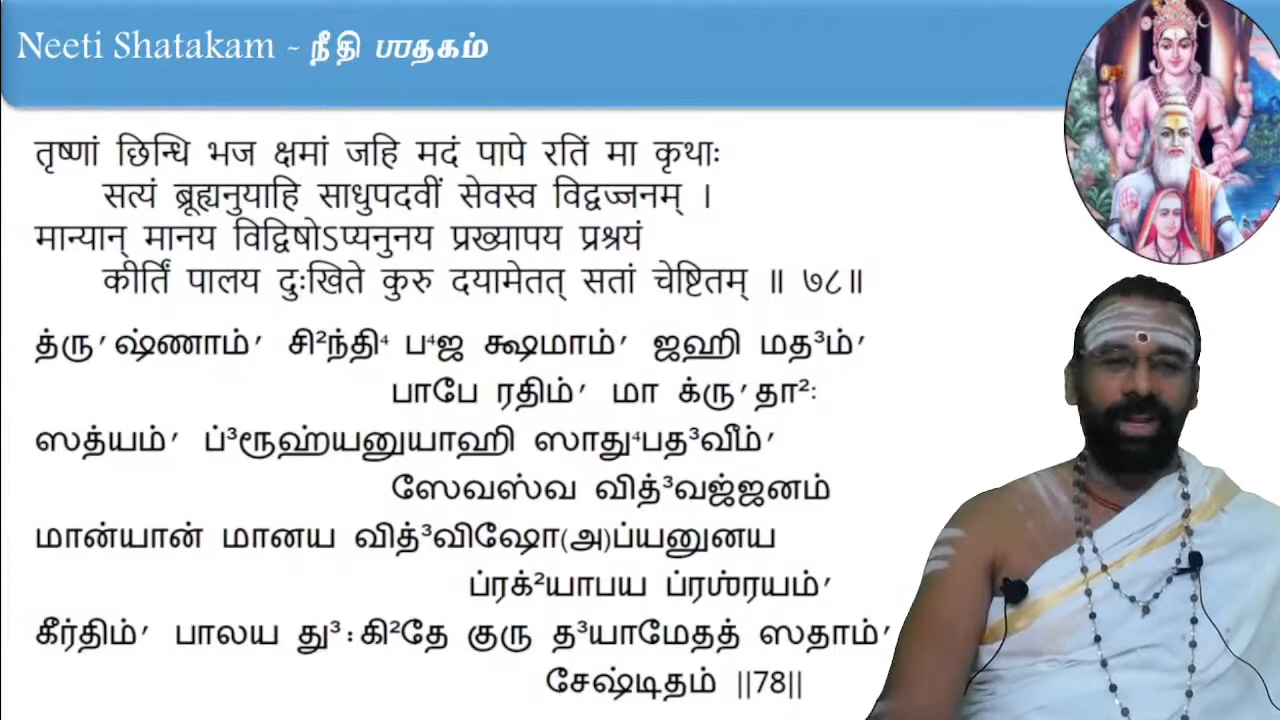 Neeti Shatakam - நீதி ஶதகம்
तृष्णां छिन्धि भज क्षमां जहि मदं पापे रतिं मा कृथाः
सत्यं ब्रूह्यनुयाहि साधुपदवीं सेवस्व विद्वज्जनम् ।
मान्यान् मानय विद्विषोऽप्यनुनय प्रख्यापय प्रश्रयं
कीर्तिं पालय दुःखिते कुरु दयामेतत् सतां चेष्टितम् ॥ ७८॥
த்ரு’ஷ்ணாம்’ சி²ந்தி⁴ ப⁴ஜ க்ஷமாம்’ ஜஹி மத³ம்’
பாபே ரதிம்’ மா க்ரு’தா²:
ஸத்யம்’ ப்³ரூஹ்யனுயாஹி ஸாது⁴பத³வீம்’
ஸேவஸ்வ வித்³வஜ்ஜனம்
மான்யான் மானய வித்³விஷோ(அ)ப்யனுனய
ப்ரக்²யாபய ப்ரஶ்ரயம்’
கீர்திம்’ பாலய து³:கி²தே குரு த³யாமேதத் ஸதாம்’
சேஷ்டிதம் ||78||